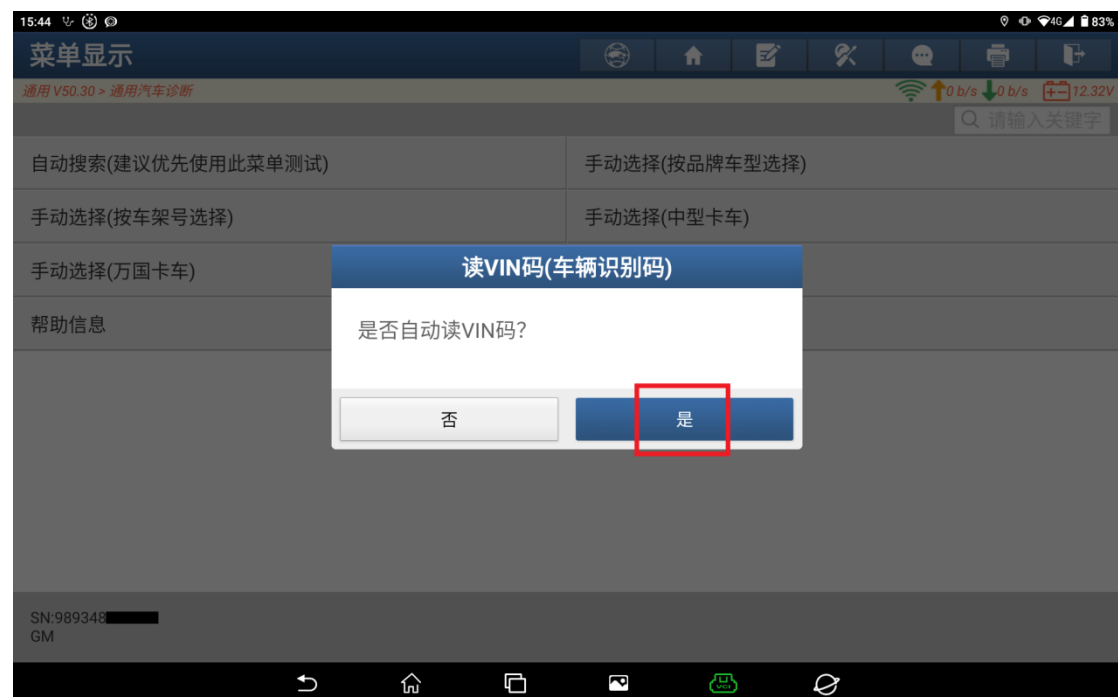 15:44 4G 83%
菜单显示
通用 V50.30 > 通用汽车诊断 0 b/s 0 b/s 12.32V
请输入关键字
自动搜索(建议优先使用此菜单测试) 手动选择(按品牌车型选择)
手动选择(按车架号选择) 手动选择(中型卡车)
手动选择(万国卡车)
帮助信息
读VIN码(车辆识别码)
是否自动读VIN码?
否 是
SN:989348
GM
VCI